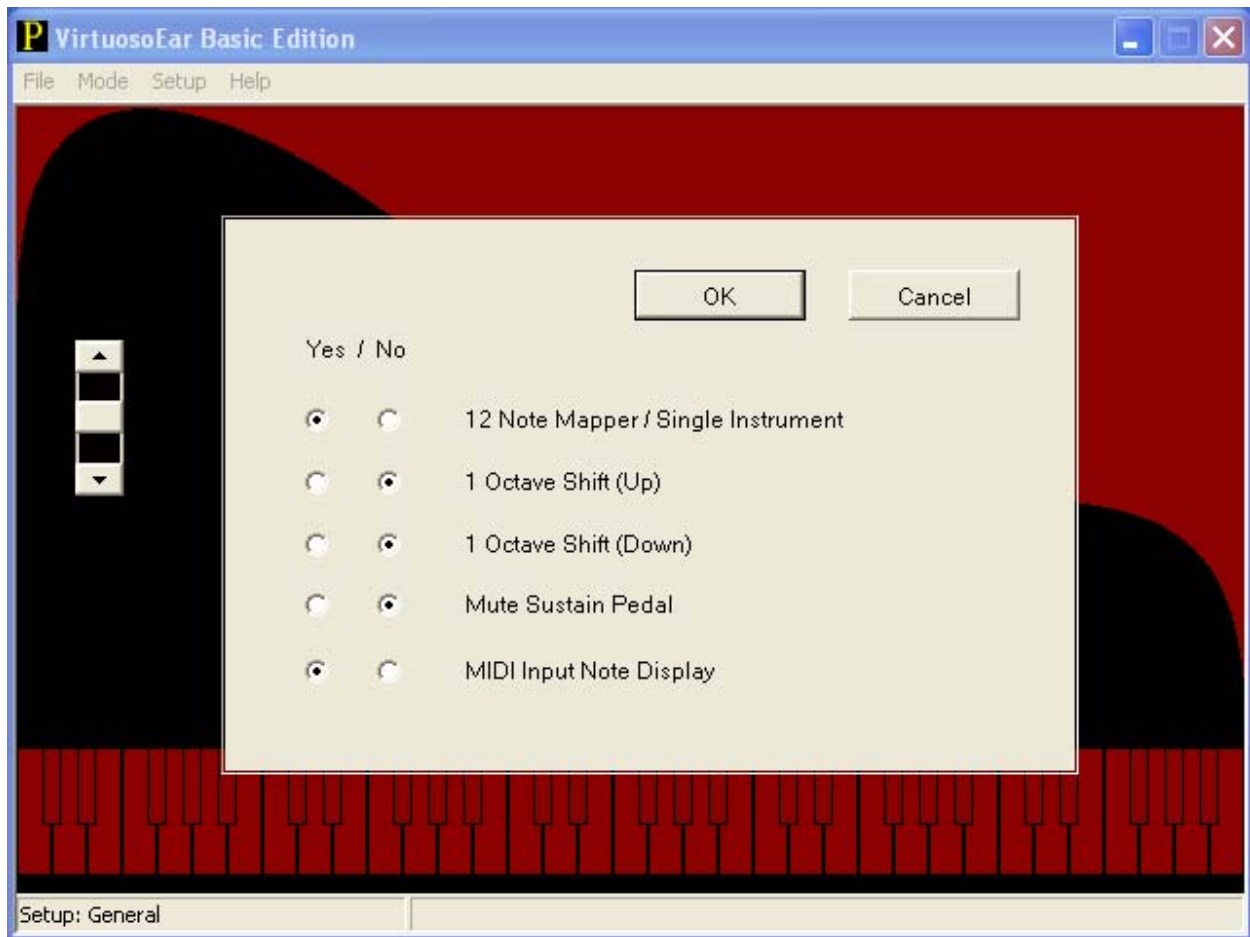 P VirtuosoEar Basic Edition
File Mode Setup Help
OK Cancel
Yes / No
12 Note Mapper / Single Instrument
1 Octave Shift (Up)
1 Octave Shift (Down)
Mute Sustain Pedal
MIDI Input Note Display
Setup: General